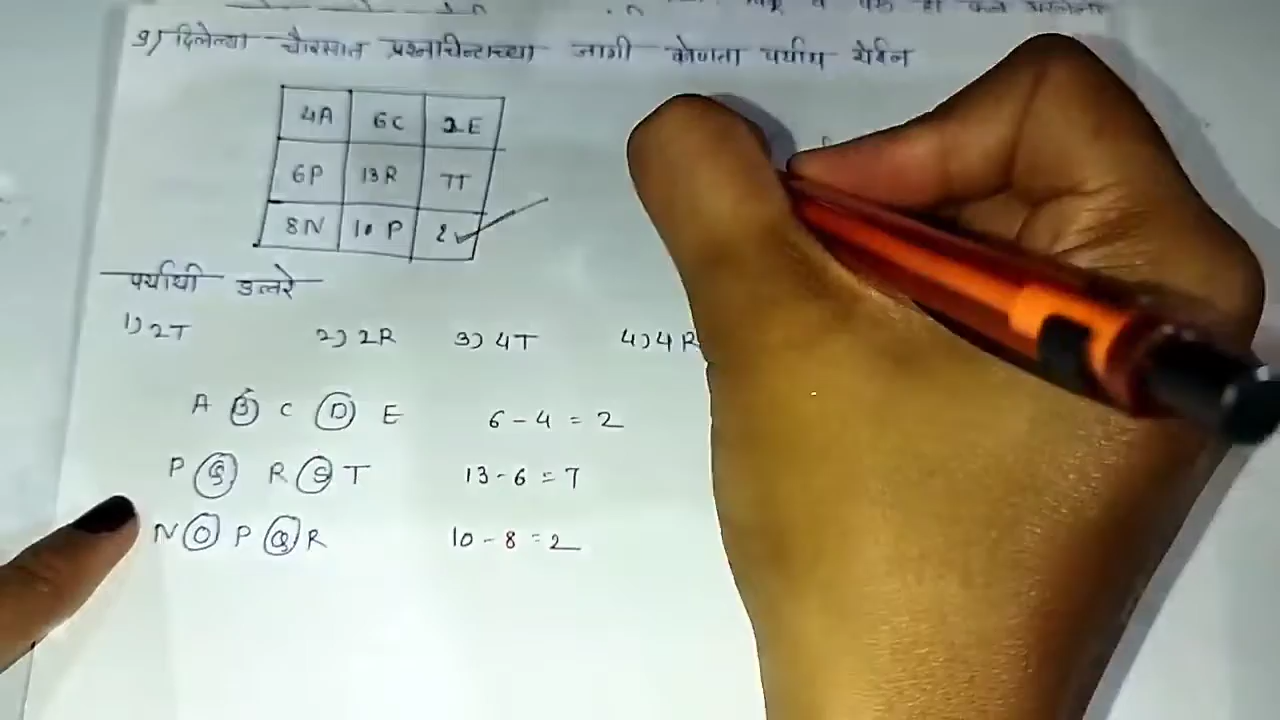 9) दिलेल्या चौरसात प्रश्नचिन्हाच्या जागी कोणता पर्याय येईल
4A 6C 2E
6P 13R 7T
8N 10P ?
पर्यायी उत्तरे
1) 2T 2) 2R 3) 4T 4) 4R
A B C D E 6 - 4 = 2
P Q R S T 13 - 6 = 7
N O P Q R 10 - 8 = 2